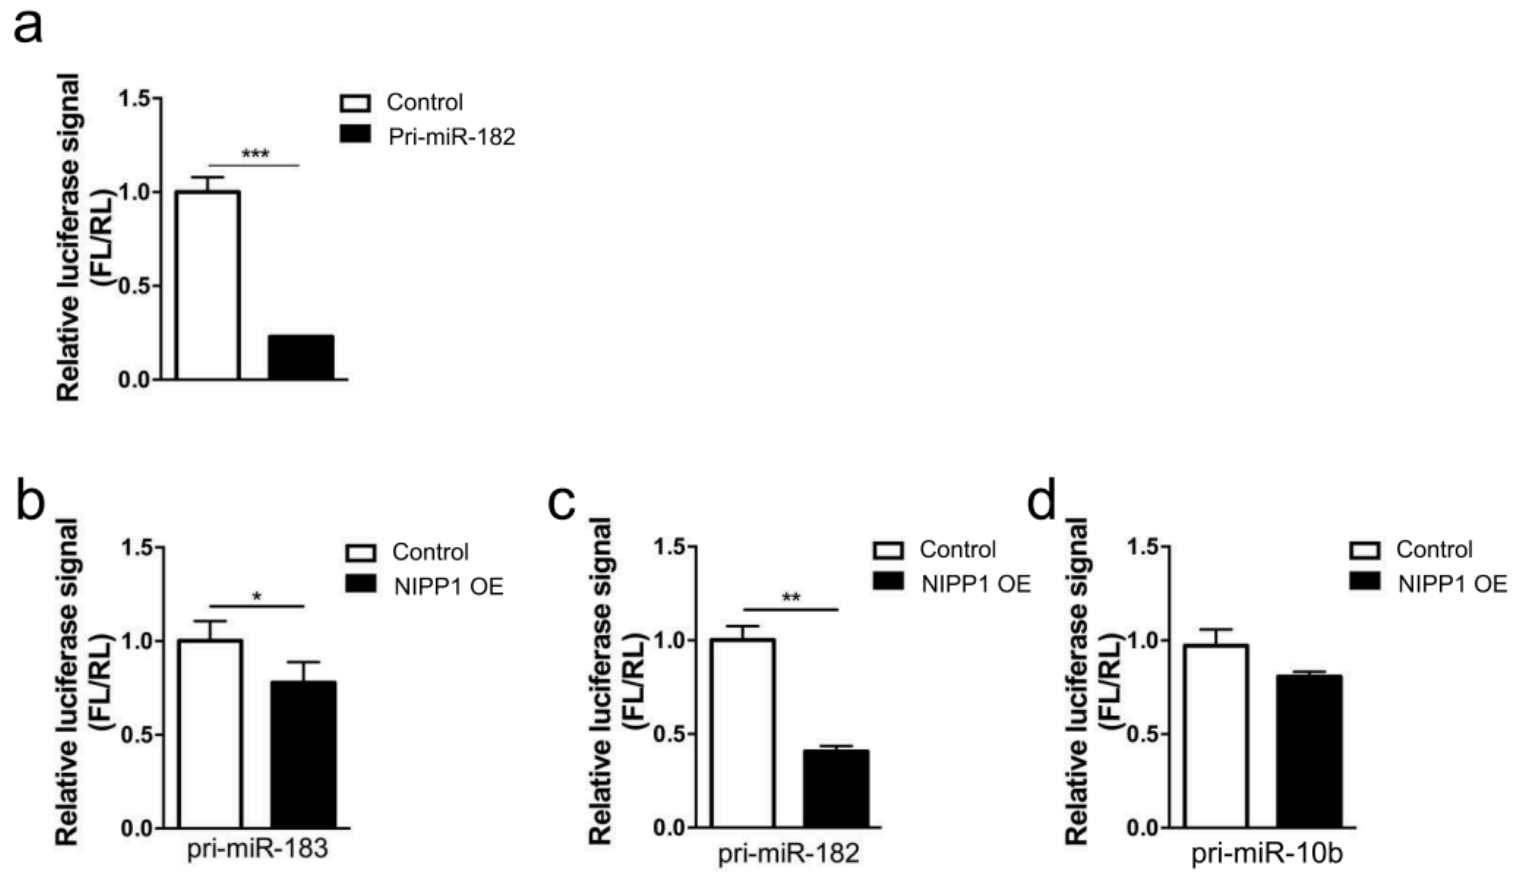 a
Relative luciferase signal
(FL/RL)
1.5
1.0
0.5
0.0
***
Control
Pri-miR-182
b
Relative luciferase signal
(FL/RL)
1.5
1.0
0.5
0.0
*
Control
NIPP1 OE
pri-miR-183
c
Relative luciferase signal
(FL/RL)
1.5
1.0
0.5
0.0
**
Control
NIPP1 OE
pri-miR-182
d
Relative luciferase signal
(FL/RL)
1.5
1.0
0.5
0.0
Control
NIPP1 OE
pri-miR-10b